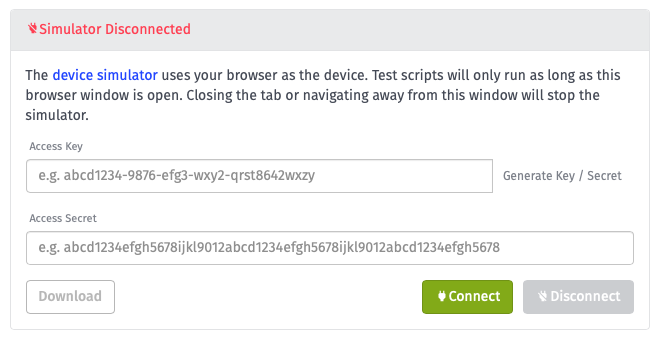 Simulator Disconnected
The device simulator uses your browser as the device. Test scripts will only run as long as this
browser window is open. Closing the tab or navigating away from this window will stop the
simulator.
Access Key
e.g. abcd1234-9876-efg3-wxy2-qrst8642wxzy
Generate Key / Secret
Access Secret
e.g. abcd1234efgh5678ijkl9012abcd1234efgh5678ijkl9012abcd1234efgh5678
Download
Connect
Disconnect